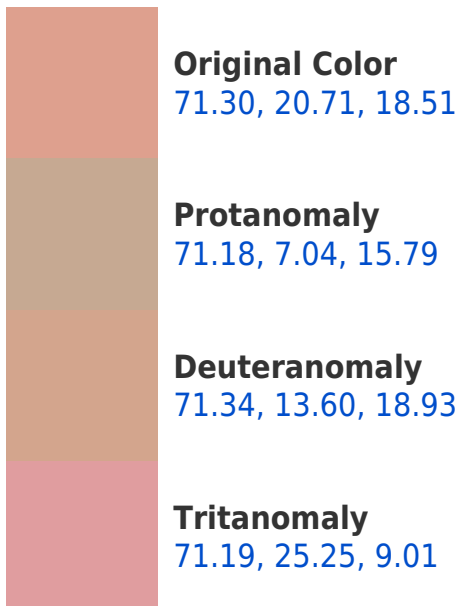 Original Color
71.30, 20.71, 18.51
Protanomaly
71.18, 7.04, 15.79
Deuteranomaly
71.34, 13.60, 18.93
Tritanomaly
71.19, 25.25, 9.01